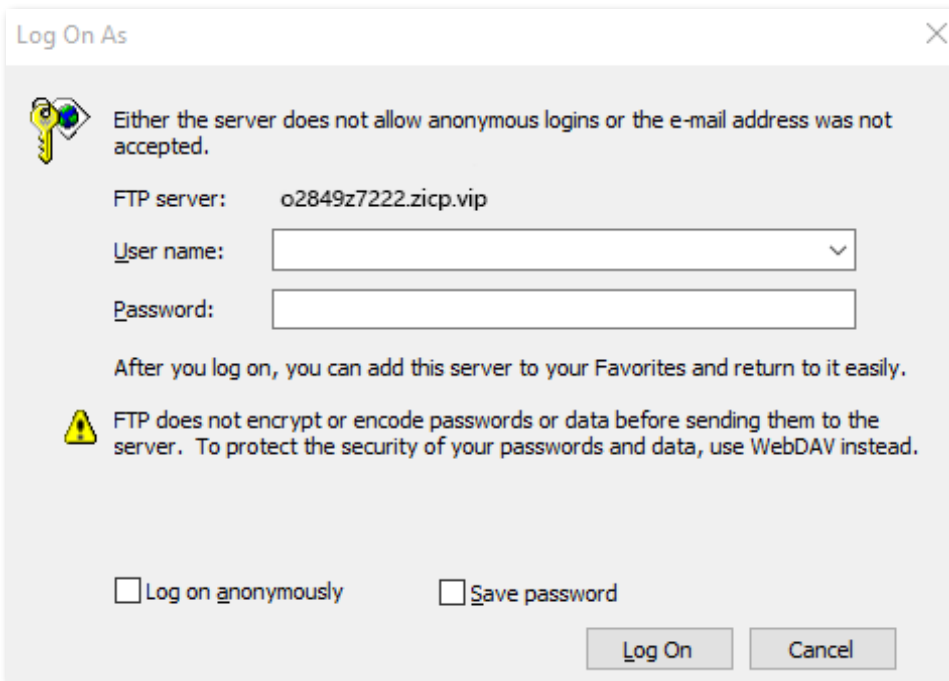 Log On As
Either the server does not allow anonymous logins or the e-mail address was not
accepted.
FTP server: o2849z7222.zicp.vip
User name:
Password:
After you log on, you can add this server to your Favorites and return to it easily.
FTP does not encrypt or encode passwords or data before sending them to the
server.  To protect the security of your passwords and data, use WebDAV instead.
Log on anonymously Save password
Log On Cancel